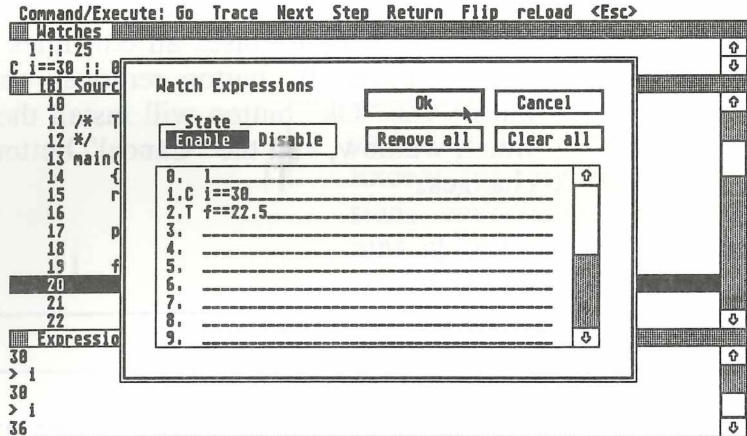 Command/Execute: Go Trace Next Step Return Flip reLoad <Esc>
Watches
1 :: 25
C i==30 :: 0
[B] Sourc
10
11 /*
12 */
13 main(
14 {
15 r
16
17 p
18
19 f
20
21
22
Watch Expressions
Ok Cancel
State
Enable Disable
Remove all Clear all
0. l
1.C i==30
2.T f==22.5
3.
4.
5.
6.
7.
8.
9.
Expressio
30
> i
30
> i
36